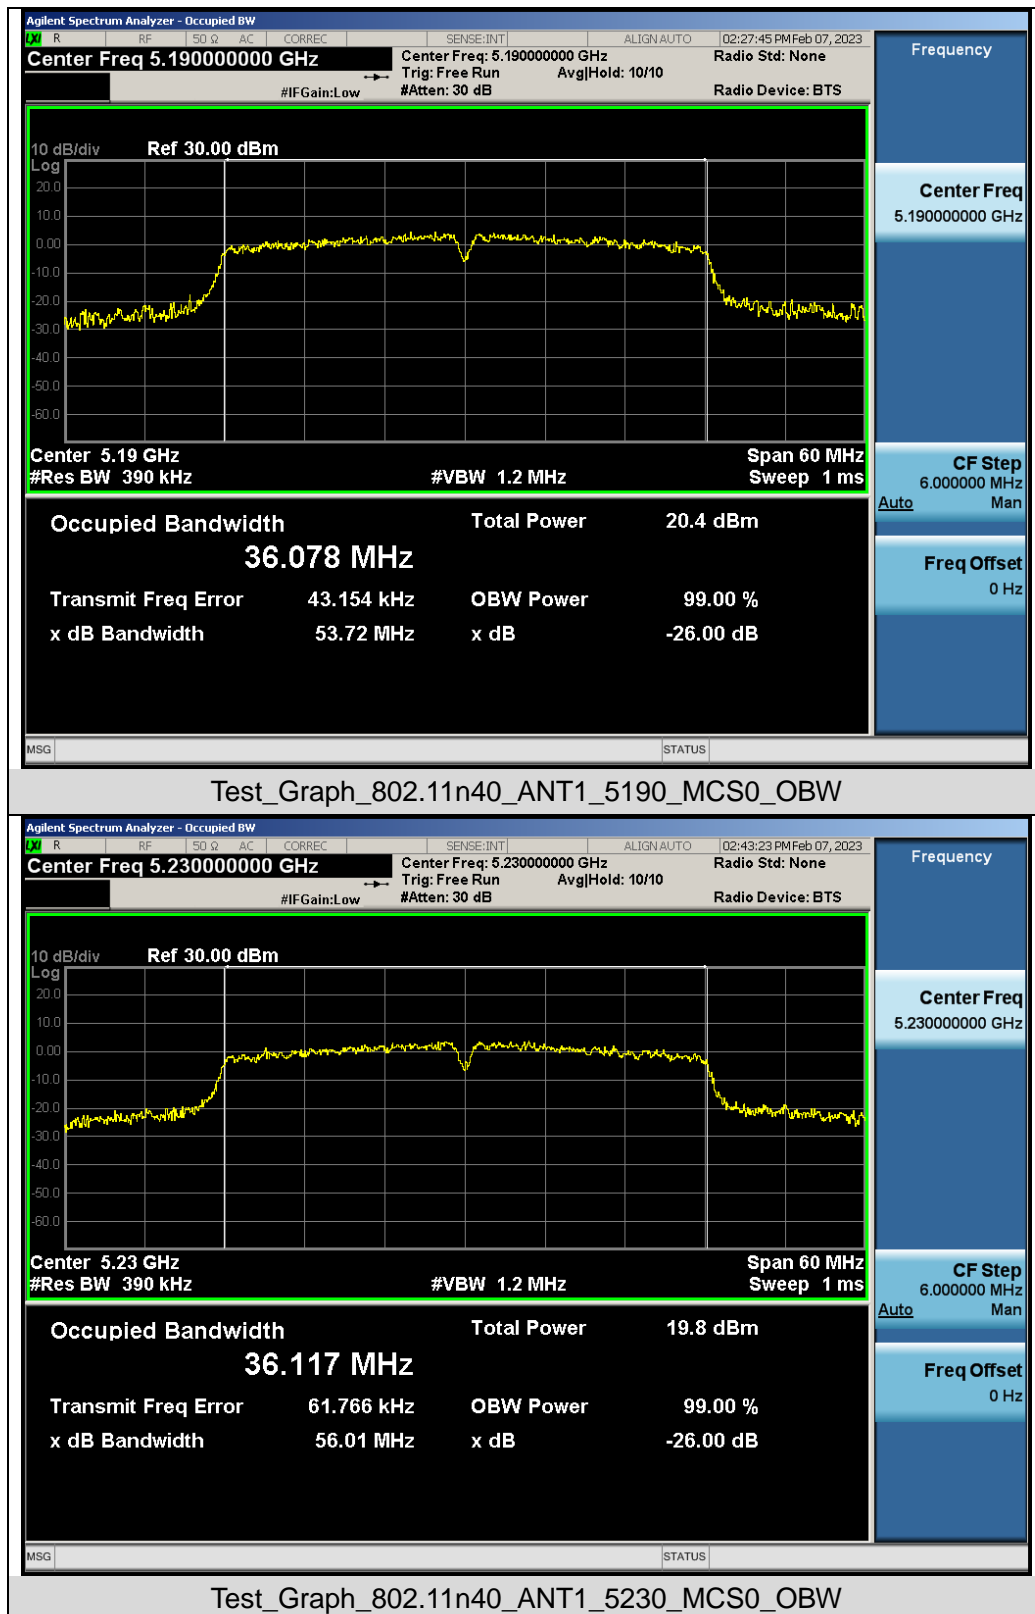 Agilent Spectrum Analyzer - Occupied BW
LXI R RF 50 Ω AC CORREC SENSE:INT ALIGN AUTO 02:27:45 PM Feb 07, 2023
Center Freq 5.190000000 GHz
Center Freq: 5.190000000 GHz Radio Std: None
Trig: Free Run Avg|Hold: 10/10
#IFGain:Low #Atten: 30 dB Radio Device: BTS
Frequency
10 dB/div Ref 30.00 dBm
Log
20.0
10.0
0.00
-10.0
-20.0
-30.0
-40.0
-50.0
-60.0
Center Freq
5.190000000 GHz
Center 5.19 GHz Span 60 MHz
#Res BW 390 kHz #VBW 1.2 MHz Sweep 1 ms
CF Step
6.000000 MHz
Auto Man
Occupied Bandwidth Total Power 20.4 dBm
36.078 MHz
Transmit Freq Error 43.154 kHz OBW Power 99.00 %
x dB Bandwidth 53.72 MHz x dB -26.00 dB
Freq Offset
0 Hz
MSG STATUS
Test_Graph_802.11n40_ANT1_5190_MCS0_OBW
Agilent Spectrum Analyzer - Occupied BW
LXI R RF 50 Ω AC CORREC SENSE:INT ALIGN AUTO 02:43:23 PM Feb 07, 2023
Center Freq 5.230000000 GHz
Center Freq: 5.230000000 GHz Radio Std: None
Trig: Free Run Avg|Hold: 10/10
#IFGain:Low #Atten: 30 dB Radio Device: BTS
Frequency
10 dB/div Ref 30.00 dBm
Log
20.0
10.0
0.00
-10.0
-20.0
-30.0
-40.0
-50.0
-60.0
Center Freq
5.230000000 GHz
Center 5.23 GHz Span 60 MHz
#Res BW 390 kHz #VBW 1.2 MHz Sweep 1 ms
CF Step
6.000000 MHz
Auto Man
Occupied Bandwidth Total Power 19.8 dBm
36.117 MHz
Transmit Freq Error 61.766 kHz OBW Power 99.00 %
x dB Bandwidth 56.01 MHz x dB -26.00 dB
Freq Offset
0 Hz
MSG STATUS
Test_Graph_802.11n40_ANT1_5230_MCS0_OBW